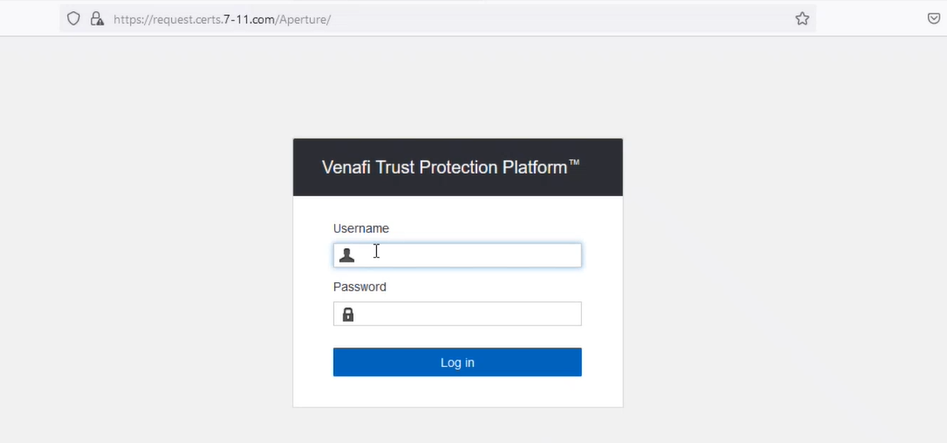 https://request.certs.7-11.com/Aperture/
Venafi Trust Protection Platform™
Username
Password
Log in